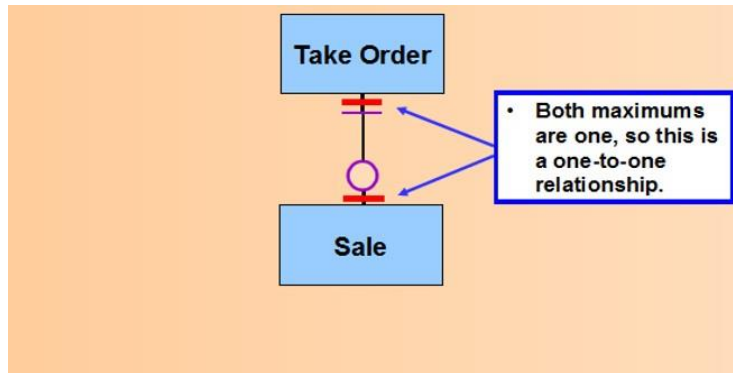 Take Order
• Both maximums
are one, so this is
a one-to-one
relationship.
Sale